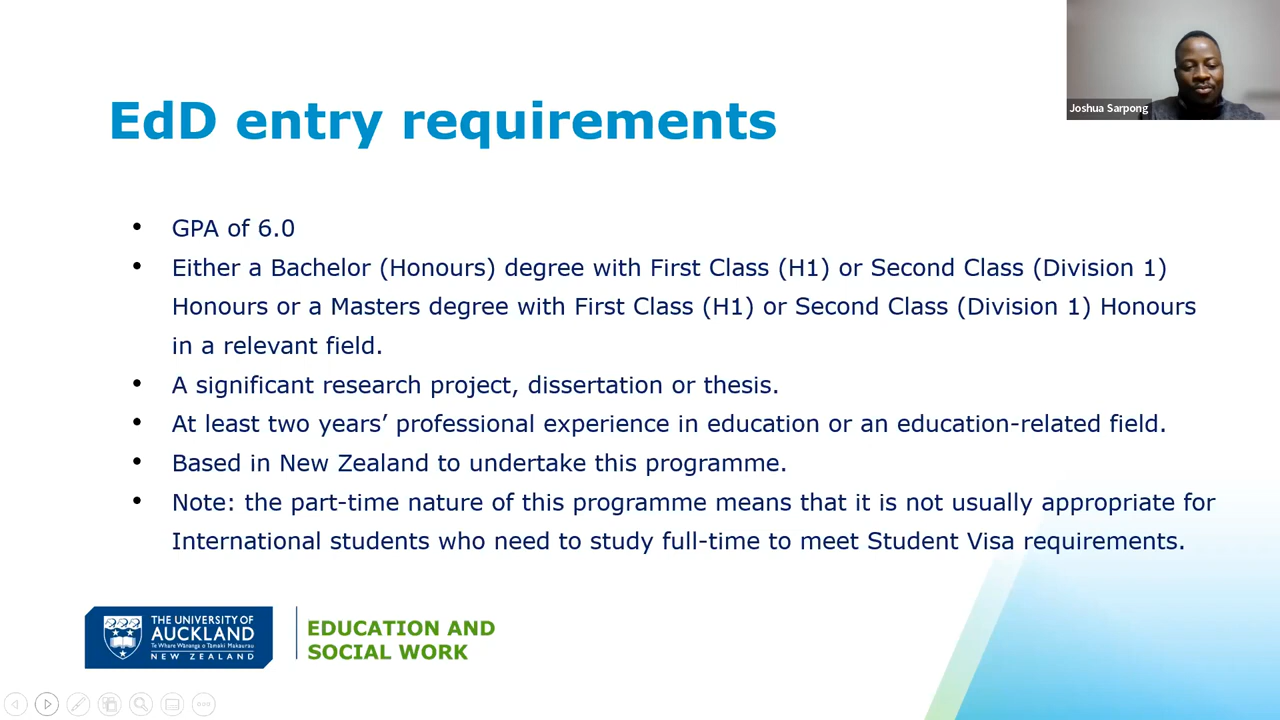 EdD entry requirements
Joshua Sarpong
• GPA of 6.0
• Either a Bachelor (Honours) degree with First Class (H1) or Second Class (Division 1)
Honours or a Masters degree with First Class (H1) or Second Class (Division 1) Honours
in a relevant field.
• A significant research project, dissertation or thesis.
• At least two years’ professional experience in education or an education-related field.
• Based in New Zealand to undertake this programme.
• Note: the part-time nature of this programme means that it is not usually appropriate for
International students who need to study full-time to meet Student Visa requirements.
THE UNIVERSITY OF
AUCKLAND
Te Whare Wānanga o Tāmaki Makaurau
NEW ZEALAND
EDUCATION AND
SOCIAL WORK